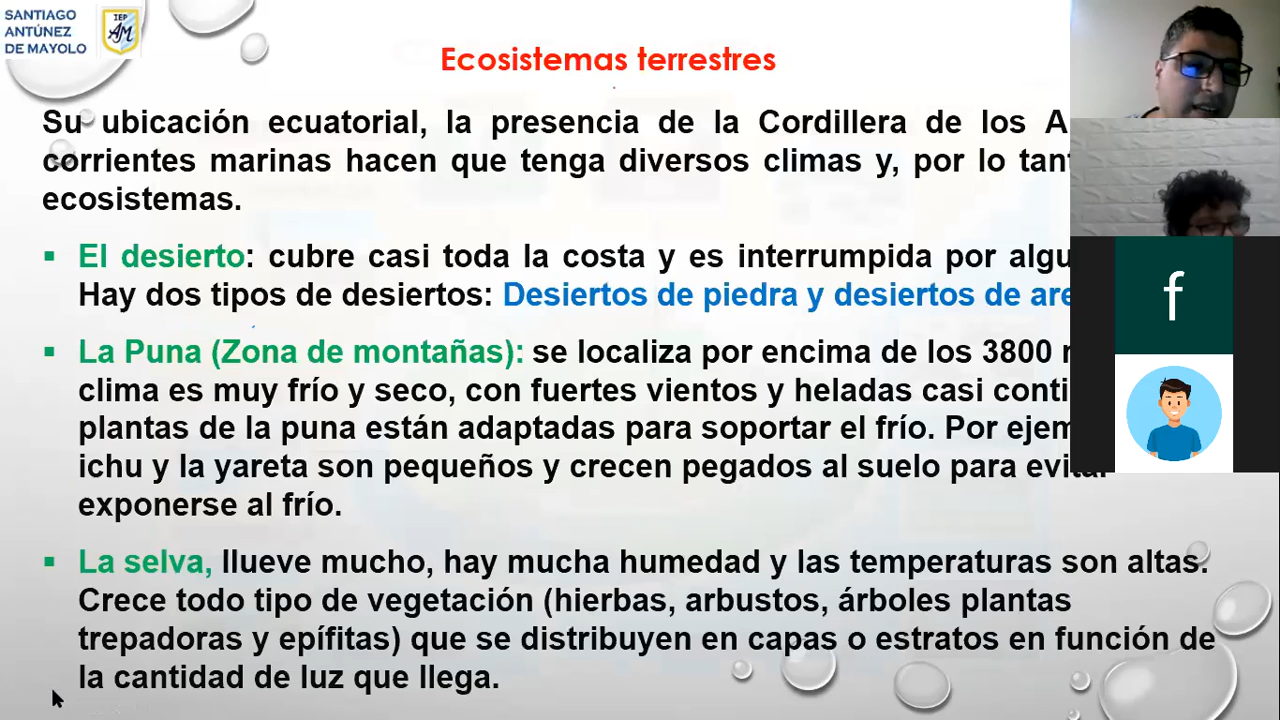 SANTIAGO
ANTÚNEZ
DE MAYOLO
IEP
AM
Ecosistemas terrestres
Su ubicación ecuatorial, la presencia de la Cordillera de los
corrientes marinas hacen que tenga diversos climas y, por lo
ecosistemas.
▪ El desierto: cubre casi toda la costa y es interrumpida por
Hay dos tipos de desiertos: Desiertos de piedra y desiertos de
▪ La Puna (Zona de montañas): se localiza por encima de los 3800
clima es muy frío y seco, con fuertes vientos y heladas casi
plantas de la puna están adaptadas para soportar el frío. Por
ichu y la yareta son pequeños y crecen pegados al suelo para evitar
exponerse al frío.
▪ La selva, llueve mucho, hay mucha humedad y las temperaturas son altas.
Crece todo tipo de vegetación (hierbas, arbustos, árboles plantas
trepadoras y epífitas) que se distribuyen en capas o estratos en función de
la cantidad de luz que llega.
f